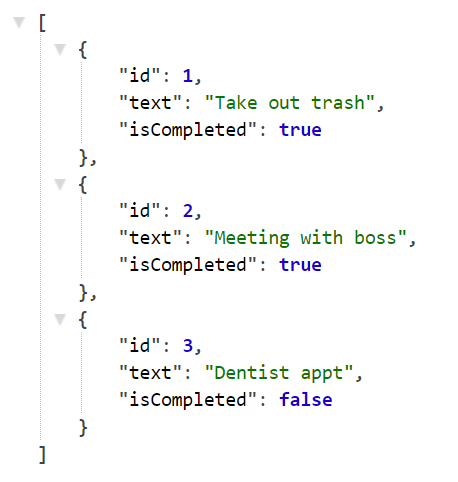 [
{
"id": 1,
"text": "Take out trash",
"isCompleted": true
},
{
"id": 2,
"text": "Meeting with boss",
"isCompleted": true
},
{
"id": 3,
"text": "Dentist appt",
"isCompleted": false
}
]